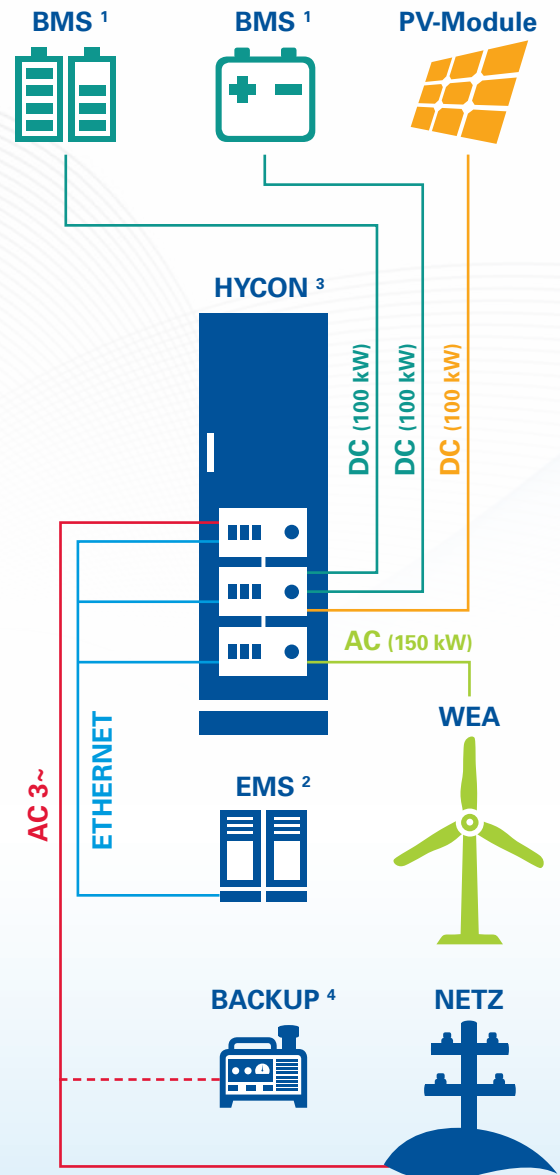 BMS ¹
BMS ¹
PV-Module
HYCON ³
DC (100 kW)
DC (100 kW)
DC (100 kW)
AC (150 kW)
WEA
AC 3~
ETHERNET
EMS ²
BACKUP ⁴
NETZ